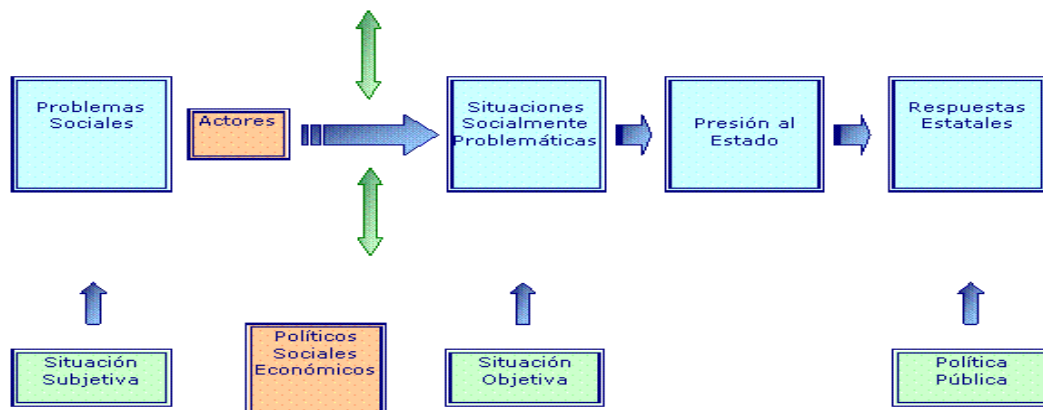 Problemas
Sociales
Actores
Situaciones
Socialmente
Problemáticas
Presión al
Estado
Respuestas
Estatales
Situación
Subjetiva
Políticos
Sociales
Económicos
Situación
Objetiva
Política
Pública